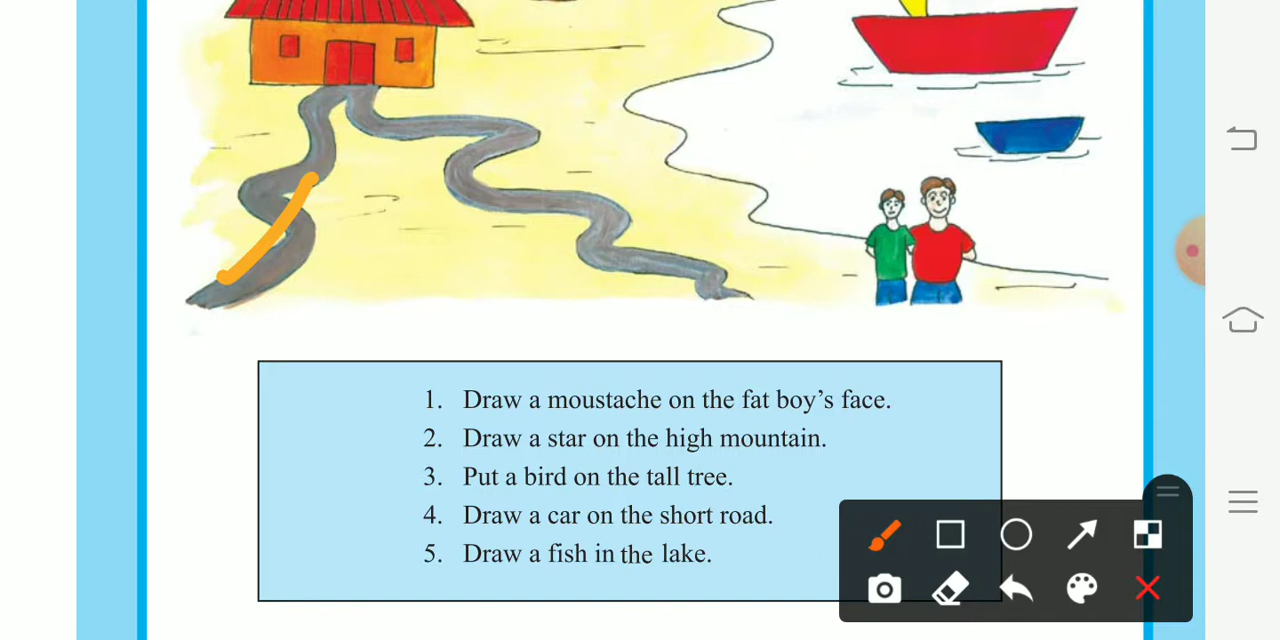 1. Draw a moustache on the fat boy’s face.
2. Draw a star on the high mountain.
3. Put a bird on the tall tree.
4. Draw a car on the short road.
5. Draw a fish in the lake.